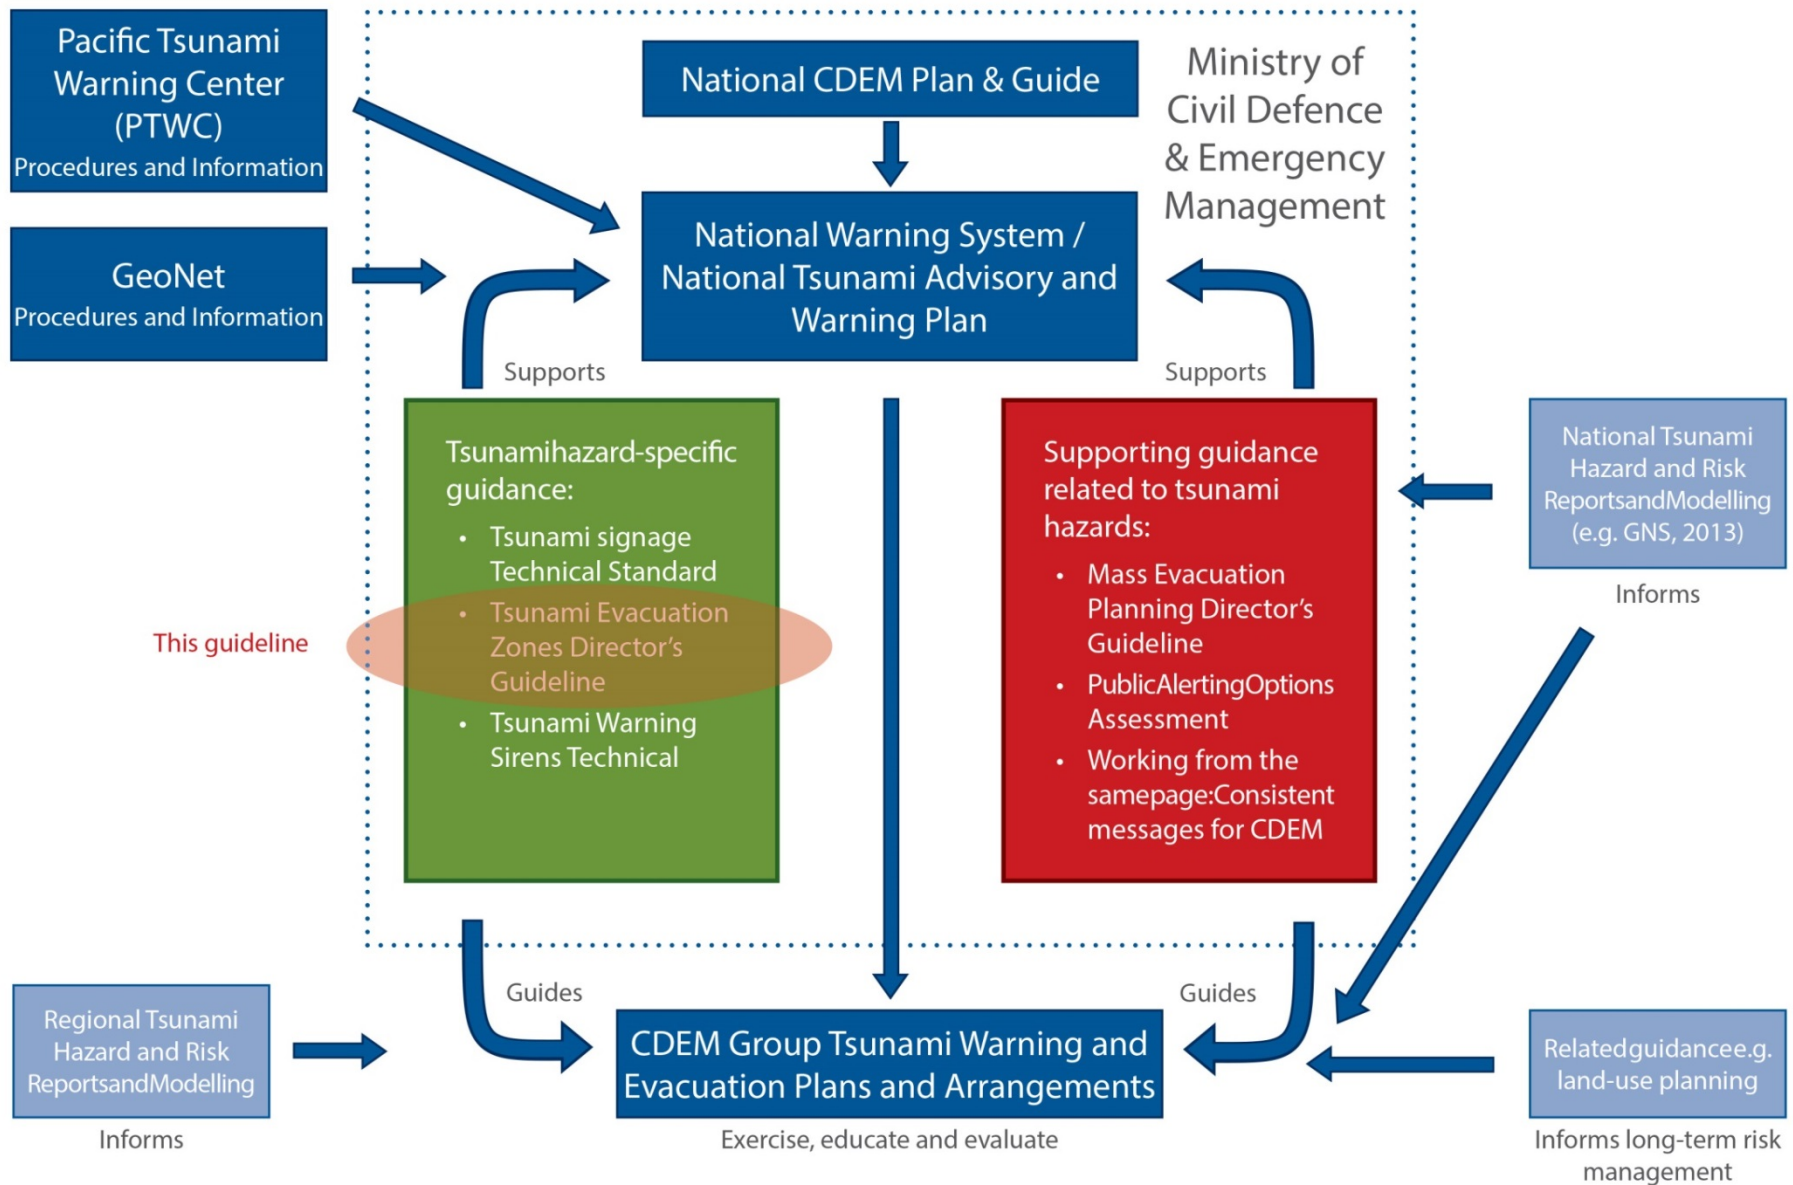 Pacific Tsunami
Warning Center
(PTWC)
Procedures and Information
National CDEM Plan & Guide
Ministry of
Civil Defence
& Emergency
Management
GeoNet
Procedures and Information
National Warning System /
National Tsunami Advisory and
Warning Plan
Supports
Supports
Tsunamihazard-specific
guidance:
• Tsunami signage
Technical Standard
• Tsunami Evacuation
Zones Director's
Guideline
• Tsunami Warning
Sirens Technical
This guideline
Supporting guidance
related to tsunami
hazards:
• Mass Evacuation
Planning Director's
Guideline
• PublicAlertingOptions
Assessment
• Working from the
samepage:Consistent
messages for CDEM
National Tsunami
Hazard and Risk
ReportsandModelling
(e.g. GNS, 2013)
Informs
Guides
Guides
Regional Tsunami
Hazard and Risk
ReportsandModelling
Informs
CDEM Group Tsunami Warning and
Evacuation Plans and Arrangements
Exercise, educate and evaluate
Relatedguidancee.g.
land-use planning
Informs long-term risk
management